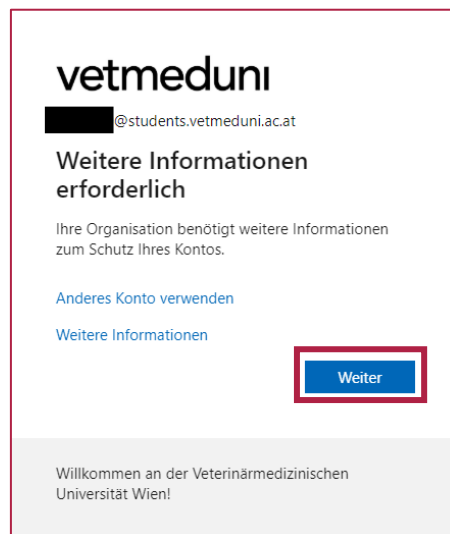 vetmeduni
@students.vetmeduni.ac.at
Weitere Informationen
erforderlich
Ihre Organisation benötigt weitere Informationen
zum Schutz Ihres Kontos.
Anderes Konto verwenden
Weitere Informationen
Weiter
Willkommen an der Veterinärmedizinischen
Universität Wien!